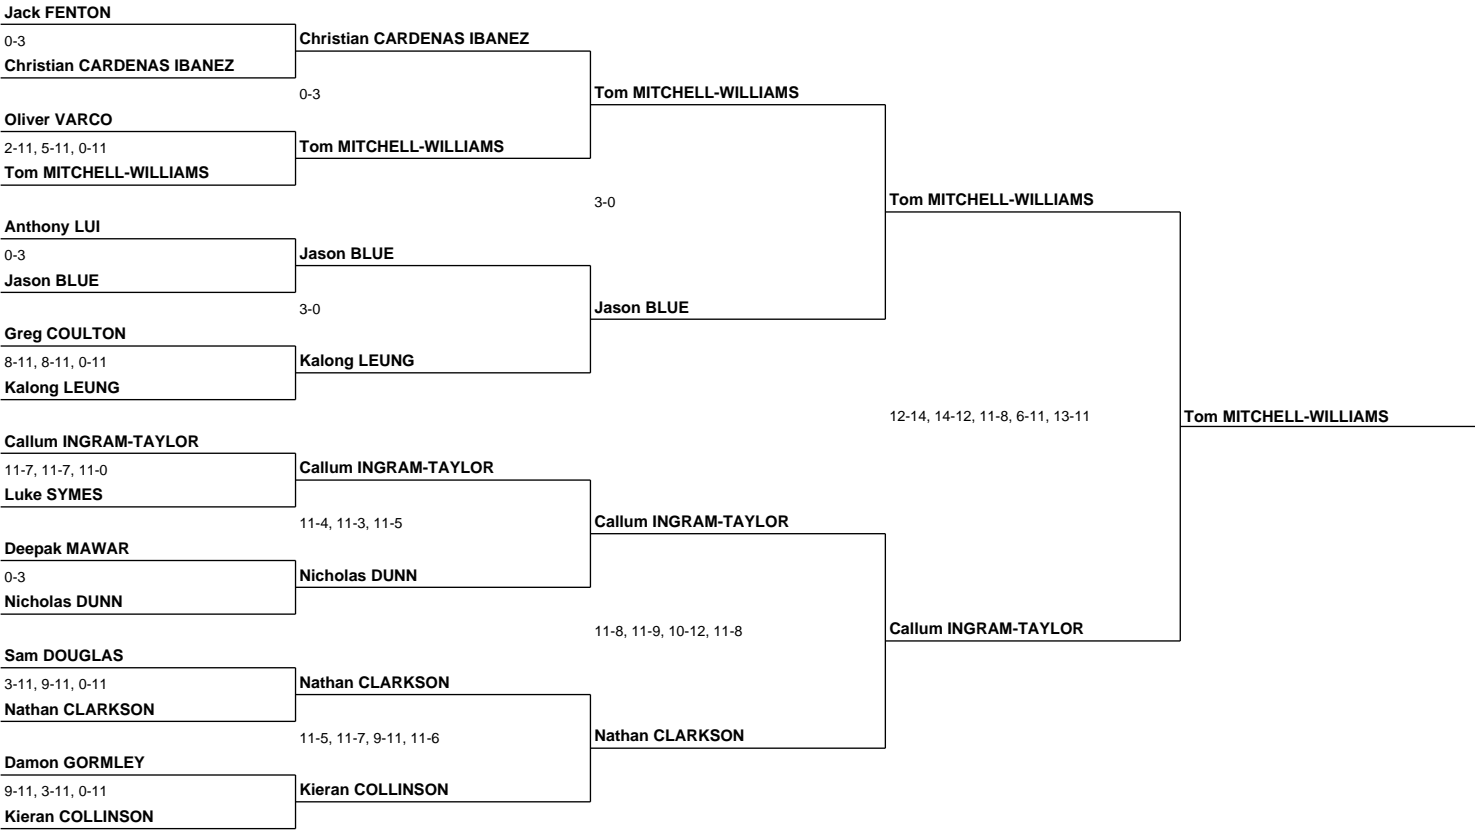 Jack FENTON
0-3
Christian CARDENAS IBANEZ
Christian CARDENAS IBANEZ
0-3
Tom MITCHELL-WILLIAMS
Oliver VARCO
2-11, 5-11, 0-11
Tom MITCHELL-WILLIAMS
Tom MITCHELL-WILLIAMS
3-0
Tom MITCHELL-WILLIAMS
Anthony LUI
0-3
Jason BLUE
Jason BLUE
3-0
Jason BLUE
Greg COULTON
8-11, 8-11, 0-11
Kalong LEUNG
Kalong LEUNG
12-14, 14-12, 11-8, 6-11, 13-11
Tom MITCHELL-WILLIAMS
Callum INGRAM-TAYLOR
11-7, 11-7, 11-0
Luke SYMES
Callum INGRAM-TAYLOR
11-4, 11-3, 11-5
Callum INGRAM-TAYLOR
Deepak MAWAR
0-3
Nicholas DUNN
Nicholas DUNN
11-8, 11-9, 10-12, 11-8
Callum INGRAM-TAYLOR
Sam DOUGLAS
3-11, 9-11, 0-11
Nathan CLARKSON
Nathan CLARKSON
11-5, 11-7, 9-11, 11-6
Nathan CLARKSON
Damon GORMLEY
9-11, 3-11, 0-11
Kieran COLLINSON
Kieran COLLINSON